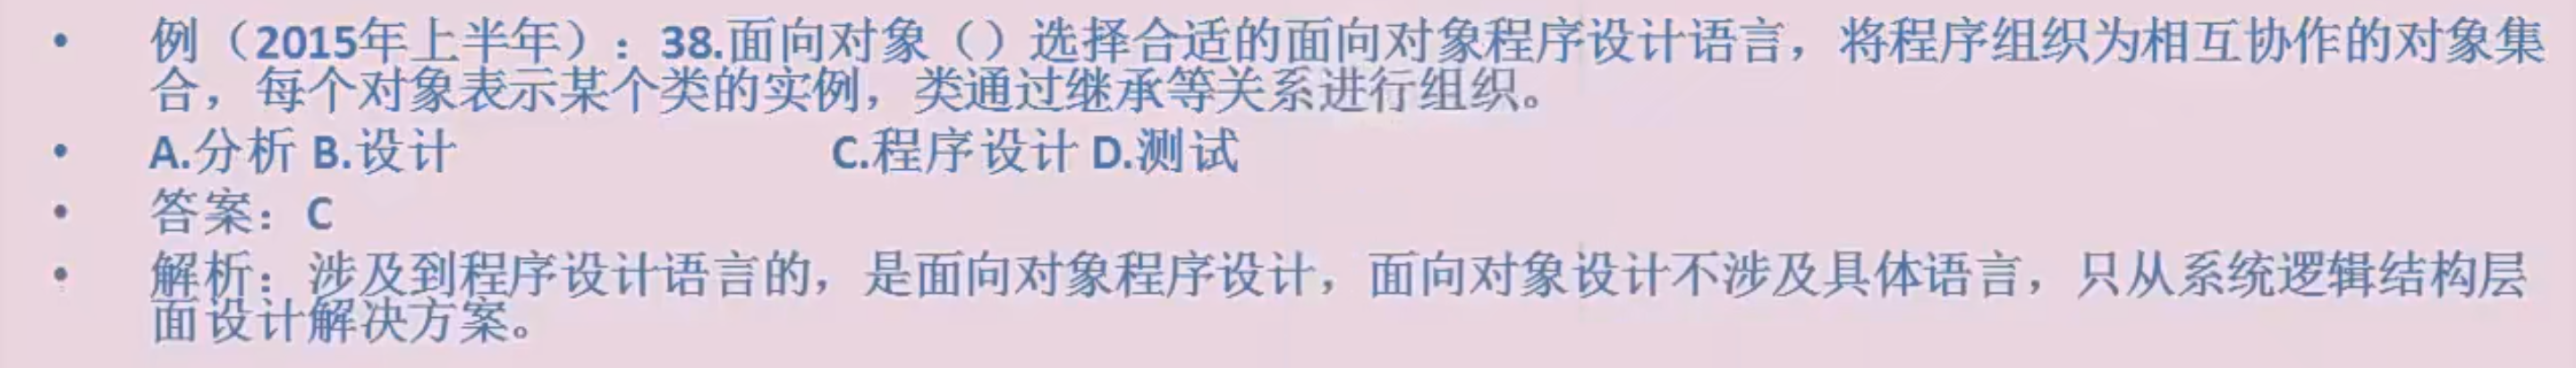 • 例（2015年上半年）：38.面向对象（）选择合适的面向对象程序设计语言，将程序组织为相互协作的对象集
合，每个对象表示某个类的实例，类通过继承等关系进行组织。
• A.分析 B.设计 C.程序设计 D.测试
• 答案：C
• 解析：涉及到程序设计语言的，是面向对象程序设计，面向对象设计不涉及具体语言，只从系统逻辑结构层
面设计解决方案。